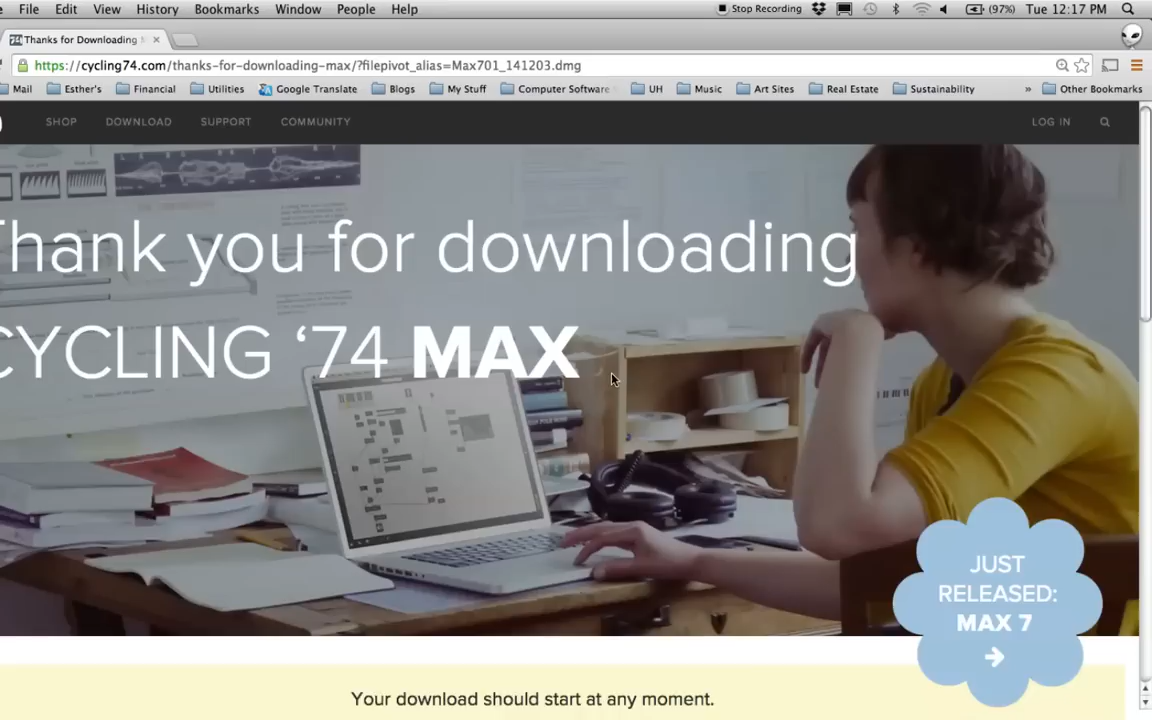 File Edit View History Bookmarks Window People Help Stop Recording (97%) Tue 12:17 PM
Thanks for Downloading
https://cycling74.com/thanks-for-downloading-max/?filepivot_alias=Max701_141203.dmg
Mail Esther's Financial Utilities Google Translate Blogs My Stuff Computer Software UH Music Art Sites Real Estate Sustainability » Other Bookmarks
SHOP DOWNLOAD SUPPORT COMMUNITY LOG IN
Thank you for downloading
CYCLING ‘74 MAX
JUST
RELEASED:
MAX 7
Your download should start at any moment.